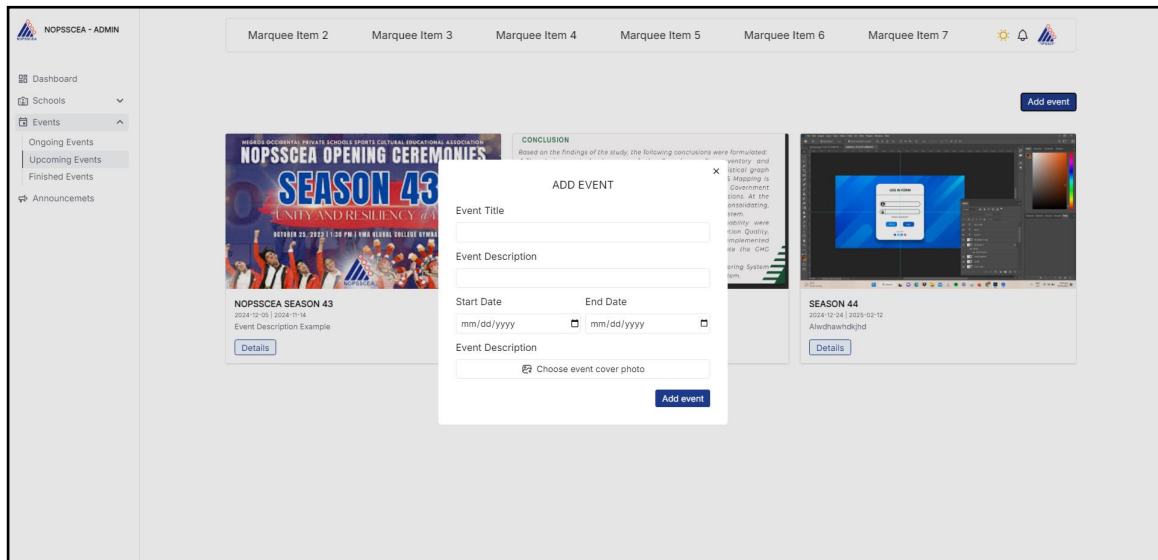 NOPSSCEA - ADMIN
Marquee Item 2 Marquee Item 3 Marquee Item 4 Marquee Item 5 Marquee Item 6 Marquee Item 7
Dashboard
Schools
Events
Ongoing Events
Upcoming Events
Finished Events
Announcemets
Add event
NEGROS OCCIDENTAL PRIVATE SCHOOLS SPORTS CULTURAL EDUCATIONAL ASSOCIATION
NOPSSCEA OPENING CEREMONIES
SEASON 43
UNITY AND RESILIENCY
NOPSSCEA
NOPSSCEA SEASON 43
2024-12-05 | 2024-11-14
Event Description Example
Details
CONCLUSION
Based on the findings of the study, the following conclusions were formulated:
ADD EVENT
Event Title
Event Description
Start Date End Date
mm/dd/yyyy mm/dd/yyyy
Event Description
Choose event cover photo
Add event
LOG IN FORM
SEASON 44
2024-12-24 | 2025-02-12
Alwdhawhdkjhd
Details